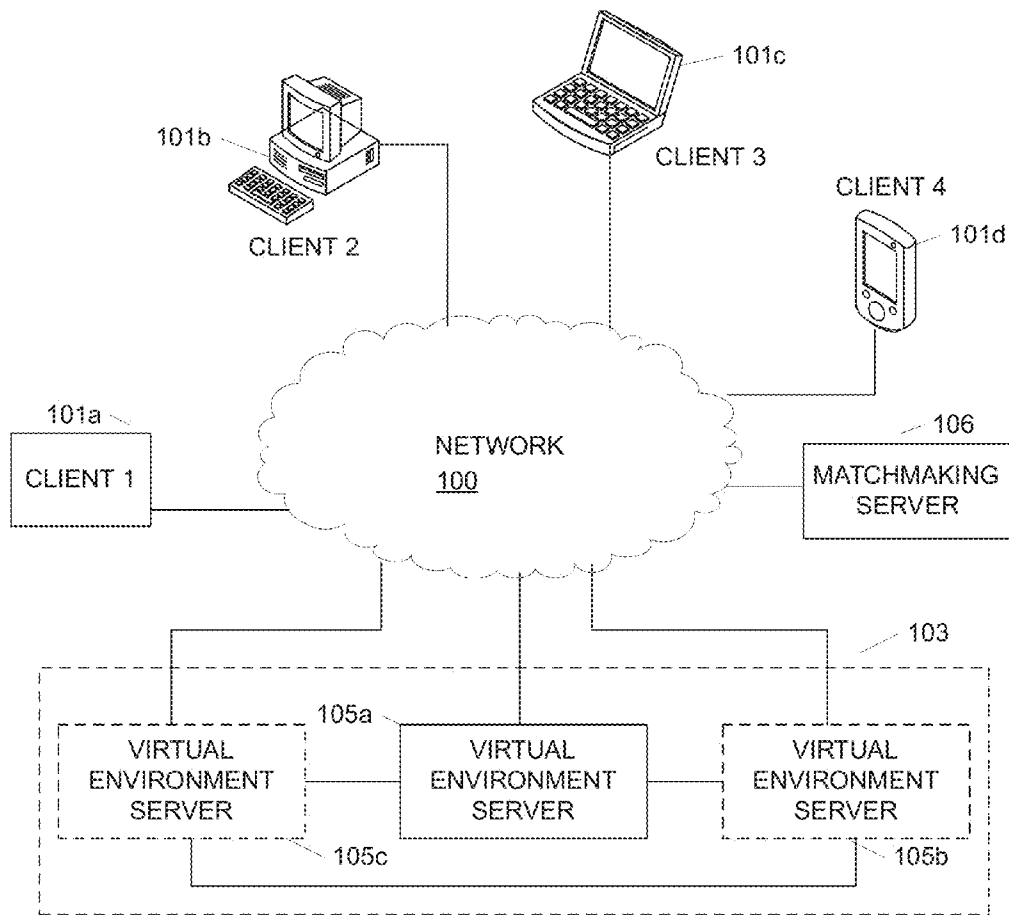 101c
101b
CLIENT 3
CLIENT 4
CLIENT 2
101d
101a
CLIENT 1
NETWORK
100
106
MATCHMAKING
SERVER
103
105a
VIRTUAL
ENVIRONMENT
SERVER
VIRTUAL
ENVIRONMENT
SERVER
VIRTUAL
ENVIRONMENT
SERVER
105c
105b